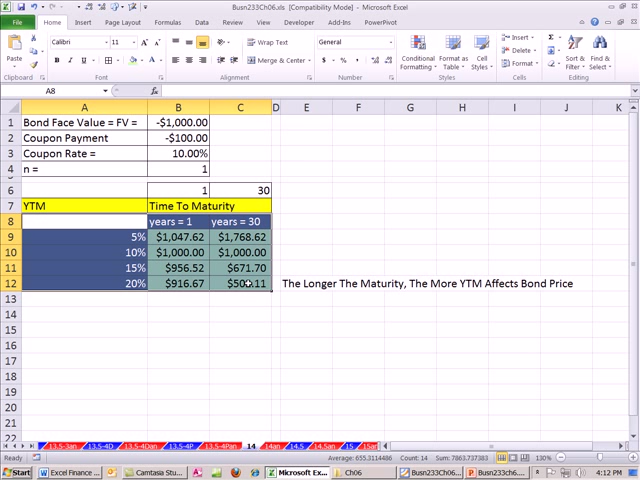 Busn233Ch06.xls [Compatibility Mode] - Microsoft Excel
File Home Insert Page Layout Formulas Data Review View Developer Add-Ins PowerPivot
Calibri 11 Wrap Text General Insert
Paste Merge & Center Conditional Formatting Format as Table Cell Styles Delete Sort & Filter Find & Select
Format
Clipboard Font Alignment Number Styles Cells Editing
A8 fx
A B C D E F G H I J K
1 Bond Face Value = FV = -$1,000.00
2 Coupon Payment -$100.00
3 Coupon Rate = 10.00%
4 n = 1
6 1 30
7 YTM Time To Maturity
8 years = 1 years = 30
9 5% $1,047.62 $1,768.62
10 10% $1,000.00 $1,000.00
11 15% $956.52 $671.70
12 20% $916.67 The Longer The Maturity, The More YTM Affects Bond Price
13
14
15
16
17
18
19
20
21
22
13.5-3an 13.5-4D 13.5-4Dan 13.5-4P 13.5-4Pan 14 14an 14.5 14.5an 15 15an
Ready Average: 655.3114486 Count: 14 Sum: 7863.737383 130%
Start Excel Finance ... Camtasia Stu... Microsoft Ex... Ch06 Busn233Ch06... Busn233ch6.... 4:12 PM